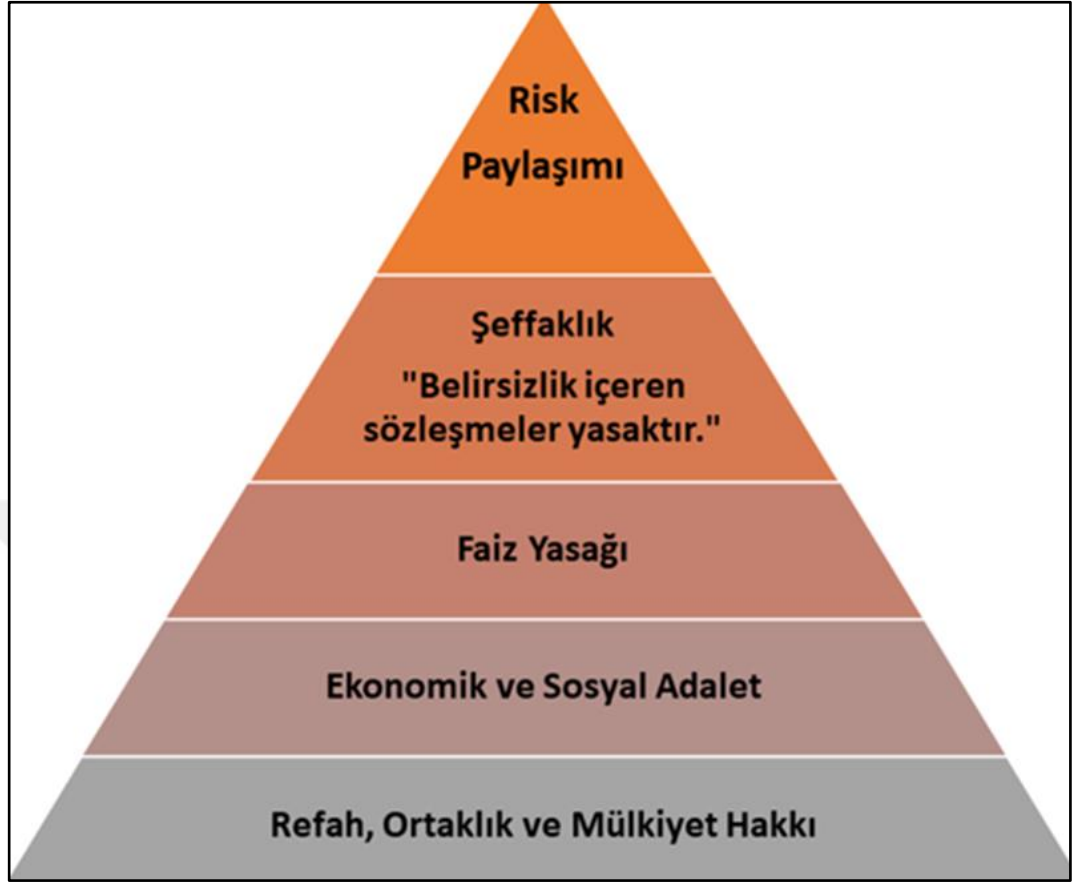 Risk
Paylaşımı
Şeffaklık
"Belirsizlik içeren
sözleşmeler yasaktır."
Faiz Yasağı
Ekonomik ve Sosyal Adalet
Refah, Ortaklık ve Mülkiyet Hakkı